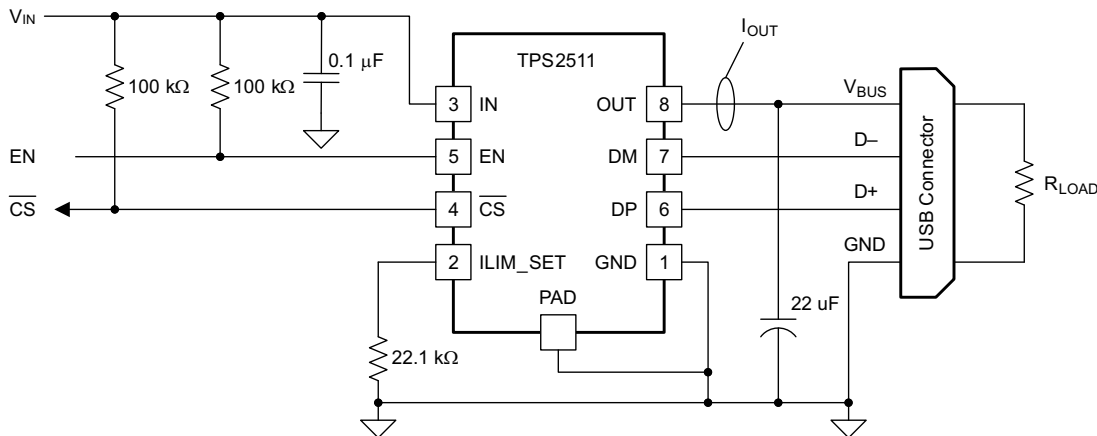 V_IN
I_OUT
TPS2511
0.1 μF
100 kΩ
100 kΩ
3 IN
OUT 8
V_BUS
EN
5 EN
DM 7
D–
CS
4 CS
DP 6
D+
R_LOAD
USB Connector
2 ILIM_SET
GND 1
GND
PAD
22 uF
22.1 kΩ